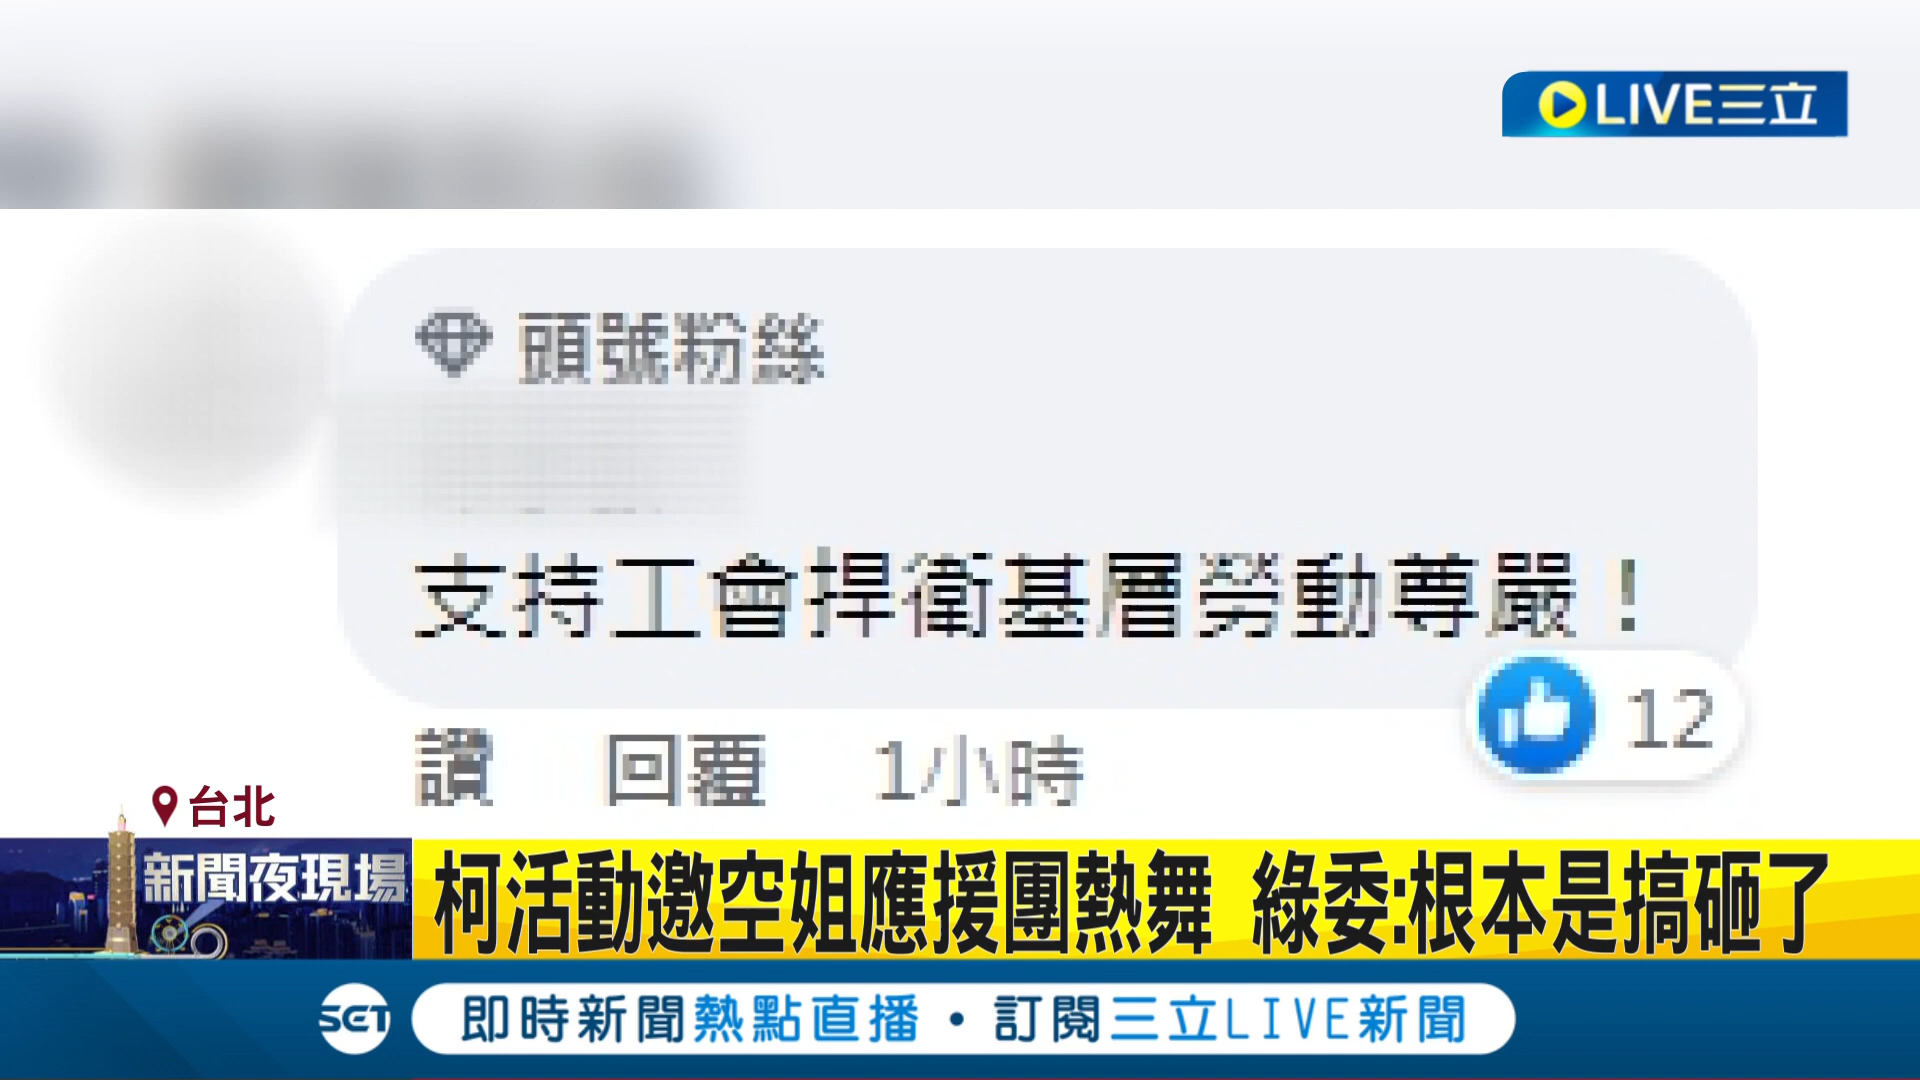 LIVE三立
頭號粉絲
支持工會捍衛基層勞動尊嚴！
12
讚 回覆 1小時
台北
新聞夜現場
柯活動邀空姐應援團熱舞 綠委:根本是搞砸了
SET 即時新聞熱點直播・訂閱三立LIVE新聞